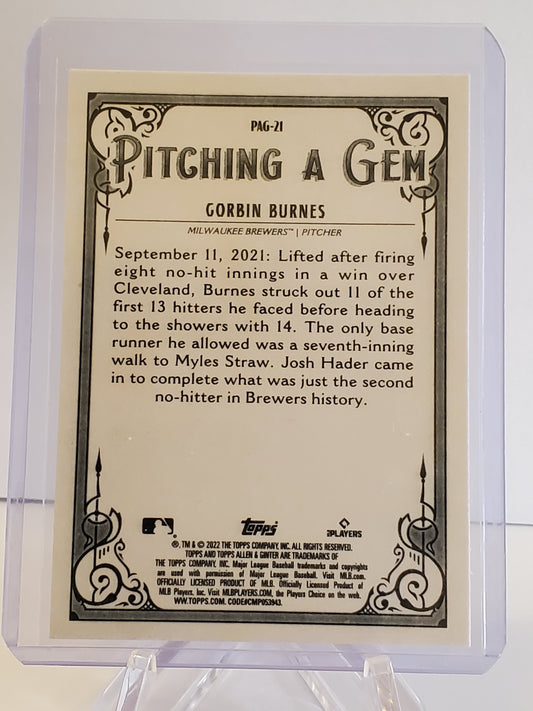 PAG-21
PITCHING A GEM
CORBIN BURNES
MILWAUKEE BREWERS™ | PITCHER
September 11, 2021: Lifted after firing
eight no-hit innings in a win over
Cleveland, Burnes struck out 11 of the
first 13 hitters he faced before heading
to the showers with 14. The only base
runner he allowed was a seventh-inning
walk to Myles Straw. Josh Hader came
in to complete what was just the second
no-hitter in Brewers history.
topps
PLAYERS
®, TM & © 2022 THE TOPPS COMPANY, INC. ALL RIGHTS RESERVED.
TOPPS AND TOPPS ALLEN & GINTER ARE TRADEMARKS OF
THE TOPPS COMPANY, INC. Major League Baseball trademarks and copyrights
are used with permission of Major League Baseball. Visit MLB.com.
OFFICIALLY LICENSED PRODUCT OF MLB. Officially Licensed Product of
MLB Players, Inc. Visit MLBPLAYERS.COM, the Players Choice on the web.
WWW.TOPPS.COM. CODE#CMP053943.